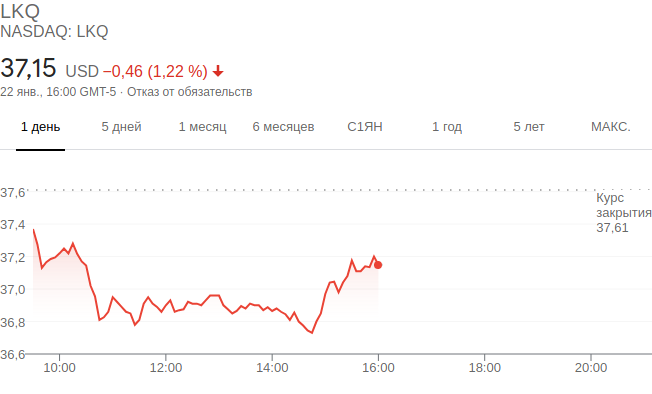 LKQ
NASDAQ: LKQ
37,15 USD −0,46 (1,22 %)
22 янв., 16:00 GMT-5 · Отказ от обязательств
1 день 5 дней 1 месяц 6 месяцев С1ЯН 1 год 5 лет МАКС.
37,6
Курс
закрытия
37,61
37,4
37,2
37,0
36,8
36,6
10:00 12:00 14:00 16:00 18:00 20:00